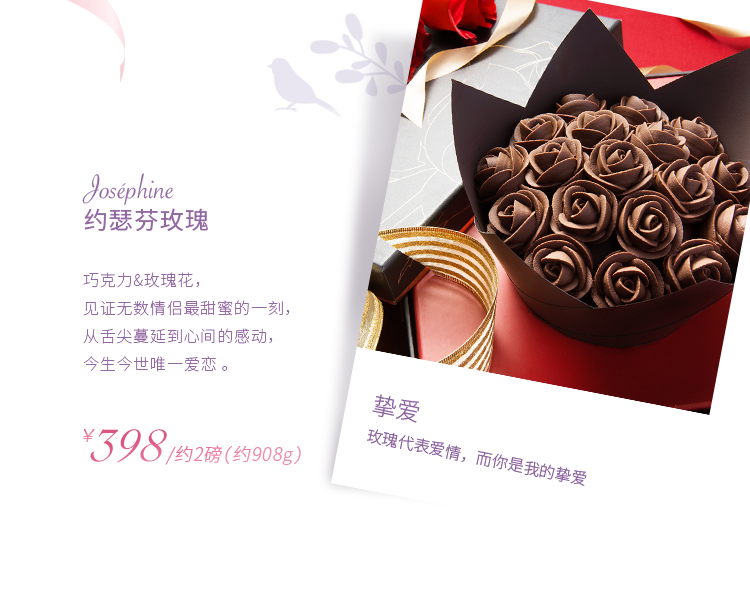 Joséphine
约瑟芬玫瑰
巧克力&玫瑰花，
见证无数情侣最甜蜜的一刻，
从舌尖蔓延到心间的感动，
今生今世唯一爱恋。
¥398/约2磅（约908g）
挚爱
玫瑰代表爱情，而你是我的挚爱